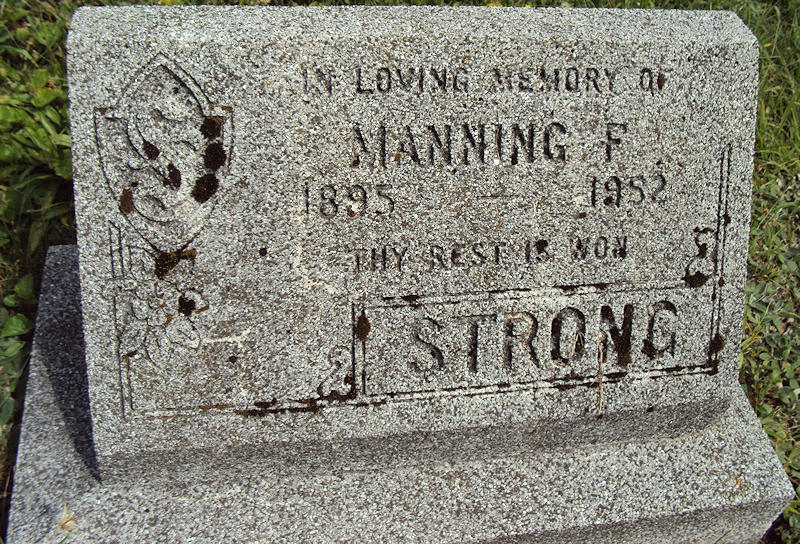 IN LOVING MEMORY OF
MANNING F.
1895 — 1952
THY REST IS WON
STRONG